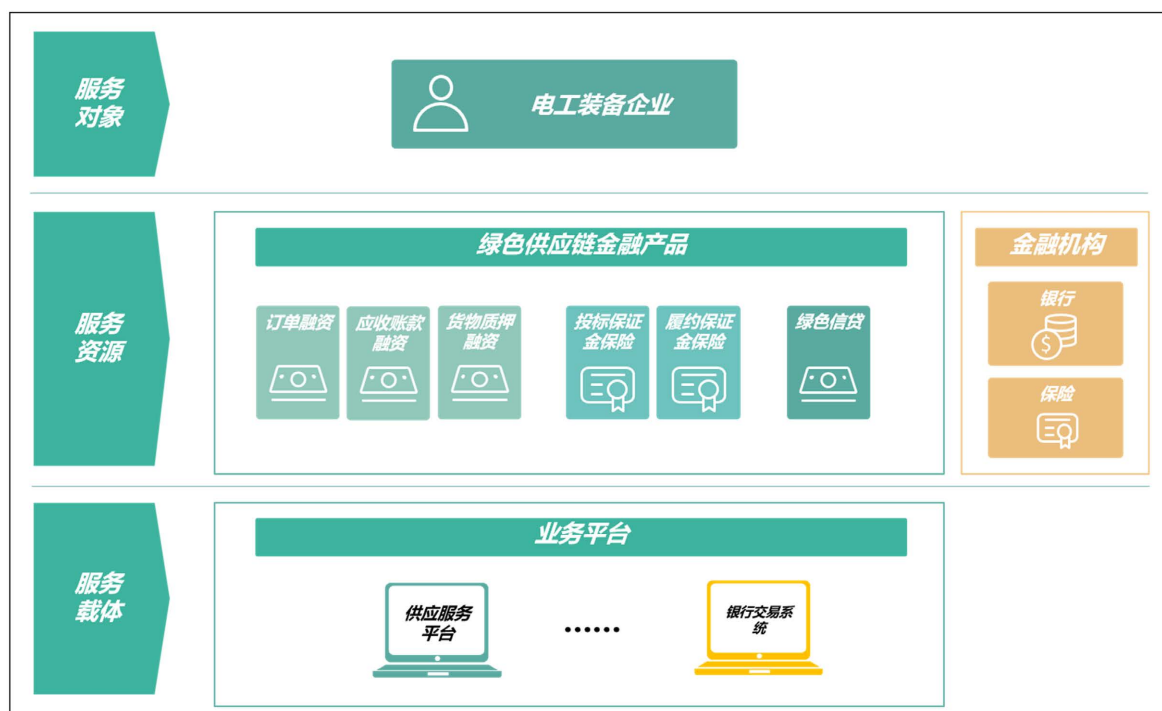 服务
对象
电工装备企业
服务
资源
绿色供应链金融产品
订单融资
应收账款
融资
货物质押
融资
投标保证
金保险
履约保证
金保险
绿色信贷
金融机构
银行
保险
服务
载体
业务平台
供应服务
平台
……
银行交易系
统